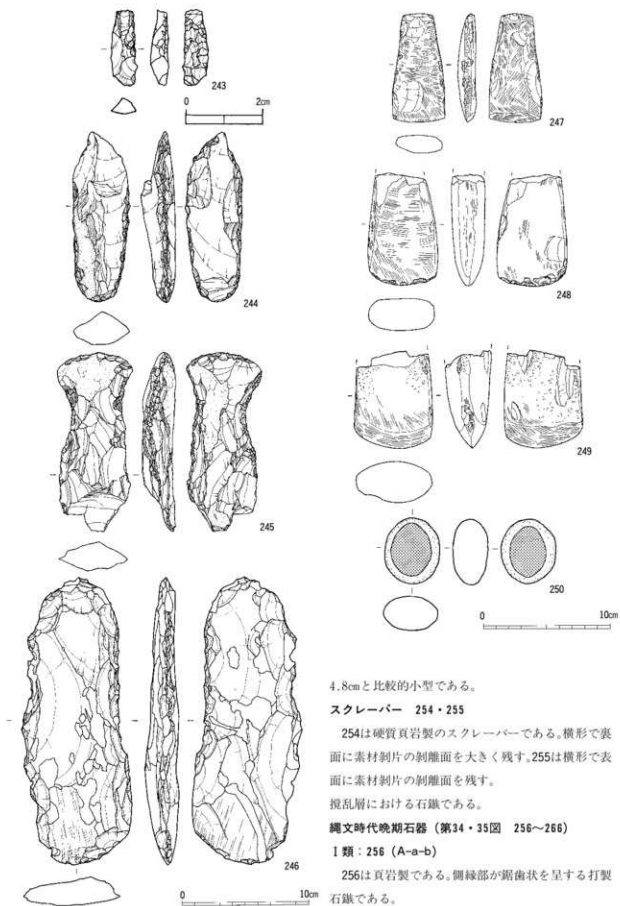 243
0 2cm
244
245
246
0 10cm
247
248
249
250
0 10cm
4.8cmと比較的小型である。
スクレーパー 254・255
254は硬質頁岩製のスクレーパーである。横形で裏
面に素材剥片の剥離面を大きく残す。255は横形で表
面に素材剥片の剥離面を残す。
撹乱層における石鏃である。
縄文時代晩期石器（第34・35図 256〜266）
Ⅰ類：256（A-a-b）
256は頁岩製である。側縁部が鋸歯状を呈する打製
石鏃である。